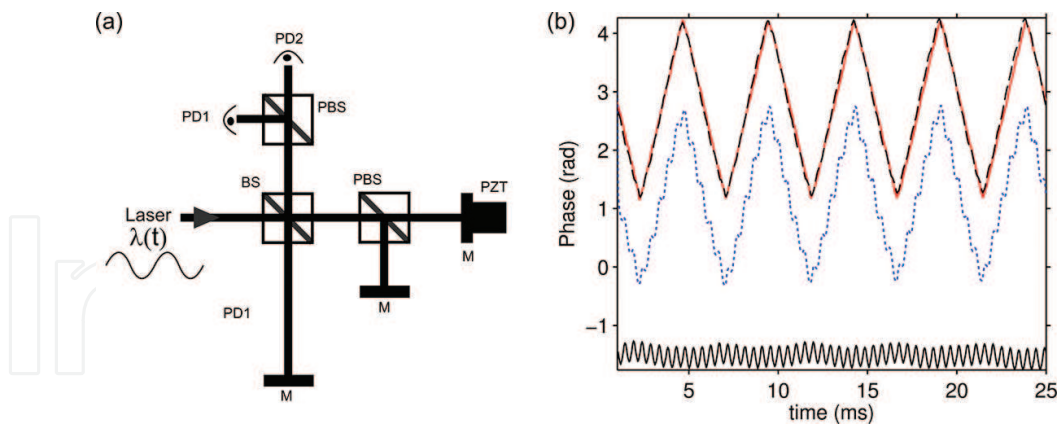 (a)
PD2
PD1
PBS
BS
PBS
PZT
Laser
λ(t)
M
PD1
M
M
(b)
Phase (rad)
4
3
2
1
0
−1
5
10
15
20
25
time (ms)